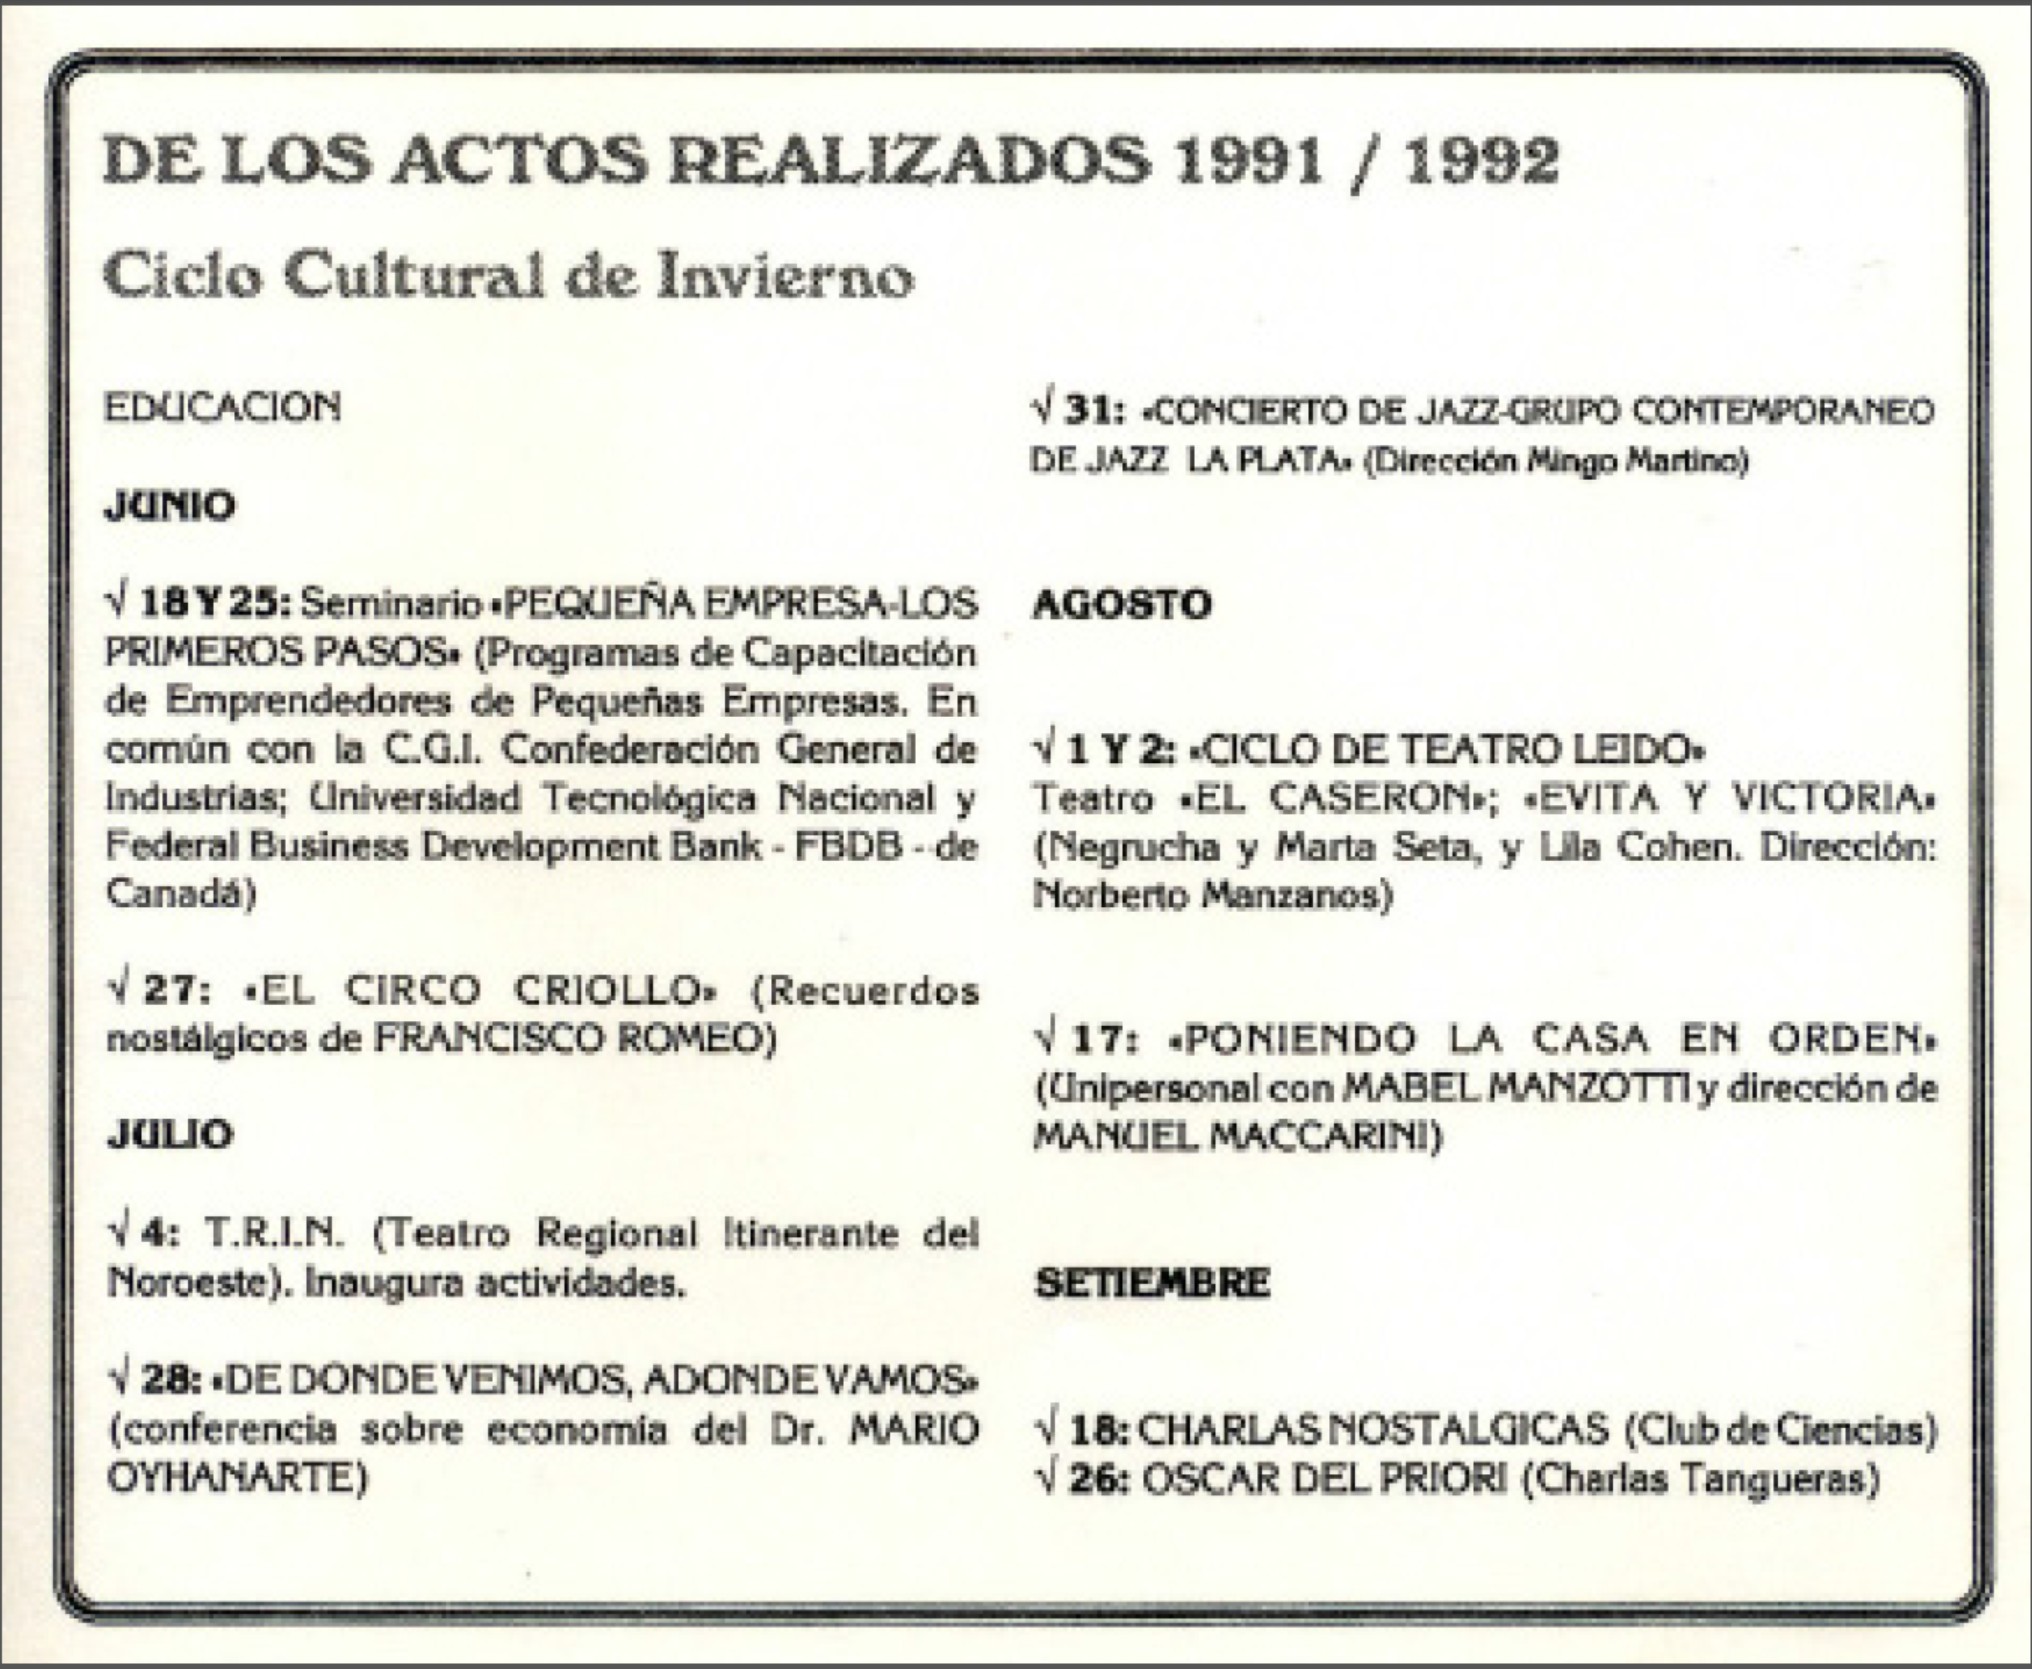 DE LOS ACTOS REALIZADOS 1991 / 1992
Ciclo Cultural de Invierno
EDUCACION
JUNIO
√ 18 Y 25: Seminario «PEQUEÑA EMPRESA-LOS
PRIMEROS PASOS» (Programas de Capacitación
de Emprendedores de Pequeñas Empresas. En
común con la C.G.I. Confederación General de
Industrias; Universidad Tecnológica Nacional y
Federal Business Development Bank - FBDB - de
Canadá)
√ 27: «EL CIRCO CRIOLLO» (Recuerdos
nostálgicos de FRANCISCO ROMEO)
JULIO
√ 4: T.R.I.N. (Teatro Regional Itinerante del
Noroeste). Inaugura actividades.
√ 28: «DE DONDE VENIMOS, ADONDE VAMOS»
(conferencia sobre economía del Dr. MARIO
OYHANARTE)
√ 31: «CONCIERTO DE JAZZ-GRUPO CONTEMPORANEO
DE JAZZ LA PLATA» (Dirección Mingo Martino)
AGOSTO
√ 1 Y 2: «CICLO DE TEATRO LEIDO»
Teatro «EL CASERON»; «EVITA Y VICTORIA»
(Negrucha y Marta Seta, y Lila Cohen. Dirección:
Norberto Manzanos)
√ 17: «PONIENDO LA CASA EN ORDEN»
(Unipersonal con MABEL MANZOTTI y dirección de
MANUEL MACCARINI)
SETIEMBRE
√ 18: CHARLAS NOSTALGICAS (Club de Ciencias)
√ 26: OSCAR DEL PRIORI (Charlas Tangueras)